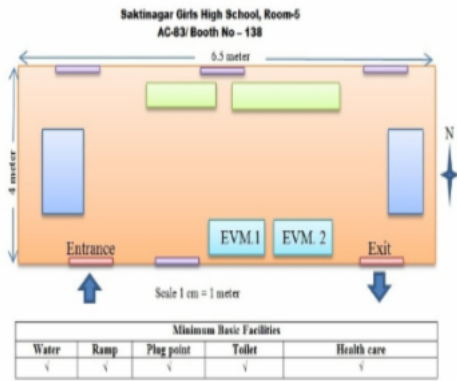 Saktinagar Girls High School, Room-5
AC-83/ Booth No – 138
6.5 meter
4 meter
N
EVM.1 EVM. 2
Entrance Exit
Scale 1 cm = 1 meter
Minimum Basic Facilities
Water Ramp Plug point Toilet Health care
√ √ √ √ √